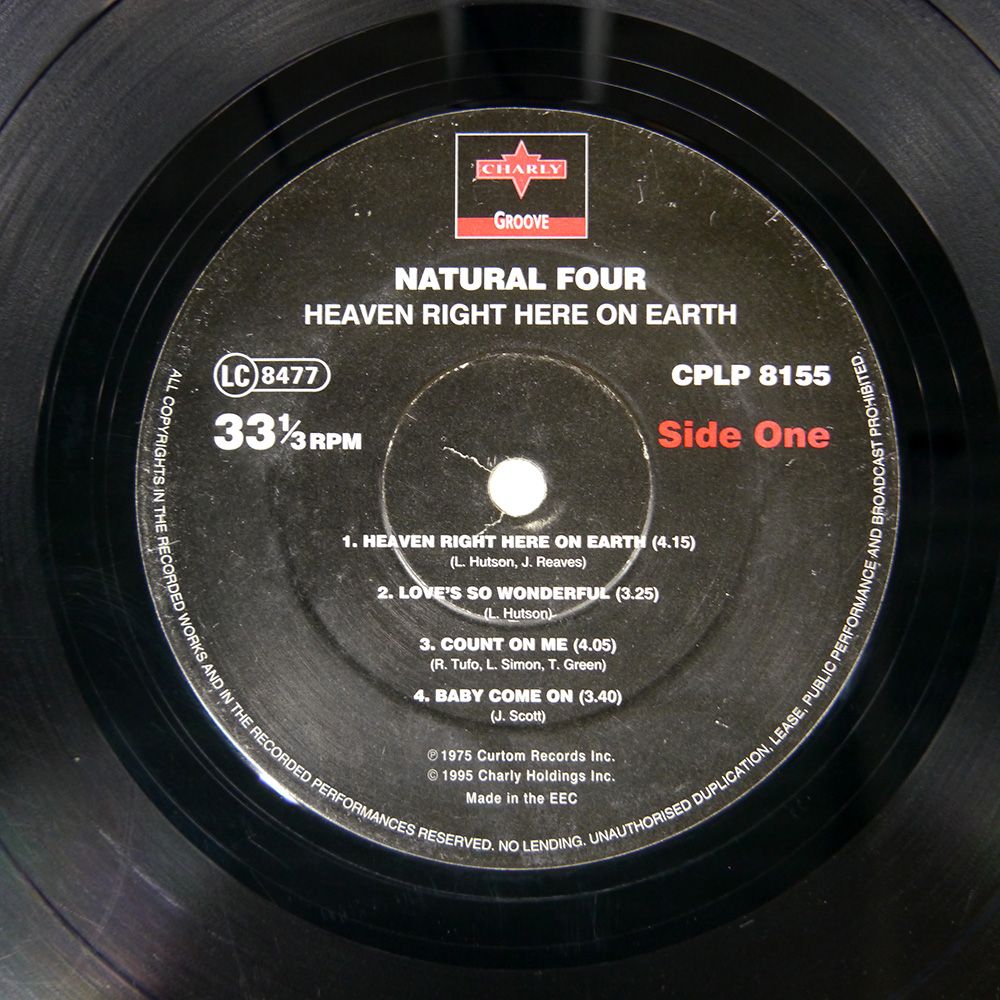 CHARLY
GROOVE
NATURAL FOUR
HEAVEN RIGHT HERE ON EARTH
LC 8477
CPLP 8155
33⅓ RPM
Side One
1. HEAVEN RIGHT HERE ON EARTH (4.15)
(L. Hutson, J. Reaves)
2. LOVE'S SO WONDERFUL (3.25)
(L. Hutson)
3. COUNT ON ME (4.05)
(R. Tufo, L. Simon, T. Green)
4. BABY COME ON (3.40)
(J. Scott)
℗ 1975 Curtom Records Inc.
© 1995 Charly Holdings Inc.
Made in the EEC
ALL COPYRIGHTS IN THE RECORDED WORKS AND IN THE RECORDED PERFORMANCES RESERVED. NO LENDING. UNAUTHORISED DUPLICATION, LEASE, PUBLIC PERFORMANCE AND BROADCAST PROHIBITED.